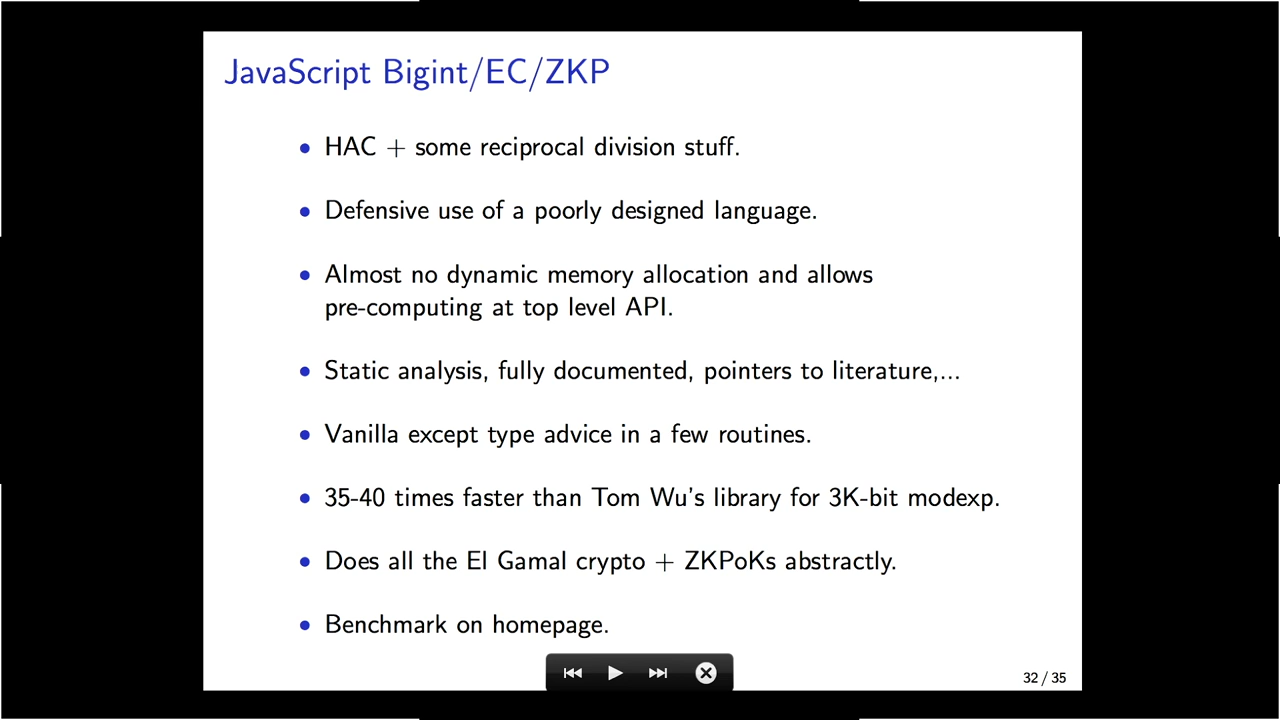 JavaScript Bigint/EC/ZKP
• HAC + some reciprocal division stuff.
• Defensive use of a poorly designed language.
• Almost no dynamic memory allocation and allows
pre-computing at top level API.
• Static analysis, fully documented, pointers to literature,...
• Vanilla except type advice in a few routines.
• 35-40 times faster than Tom Wu's library for 3K-bit modexp.
• Does all the El Gamal crypto + ZKPoKs abstractly.
• Benchmark on homepage.
32 / 35